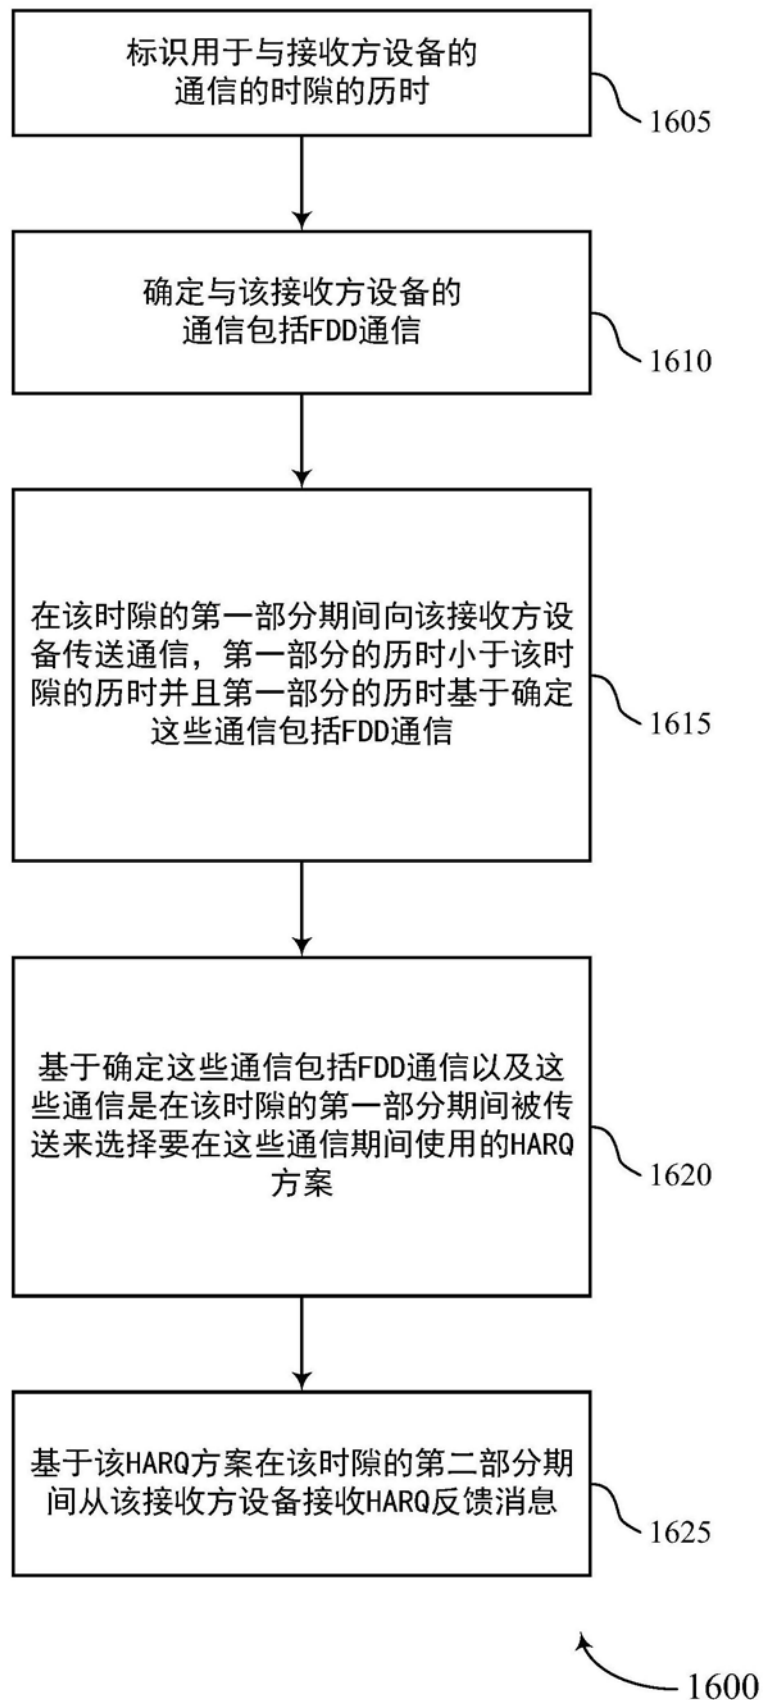 标识用于与接收方设备的
通信的时隙的历时
1605
确定与该接收方设备的
通信包括FDD通信
1610
在该时隙的第一部分期间向该接收方设
备传送通信，第一部分的历时小于该时
隙的历时并且第一部分的历时基于确定
这些通信包括FDD通信
1615
基于确定这些通信包括FDD通信以及这
些通信是在该时隙的第一部分期间被传
送来选择要在这些通信期间使用的HARQ
方案
1620
基于该HARQ方案在该时隙的第二部分期
间从该接收方设备接收HARQ反馈消息
1625
1600